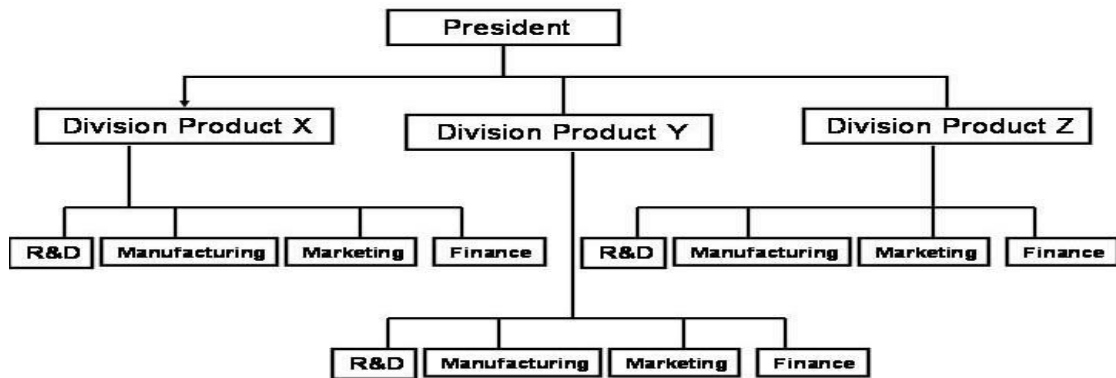 President
Division Product X
Division Product Y
Division Product Z
R&D
Manufacturing
Marketing
Finance
R&D
Manufacturing
Marketing
Finance
R&D
Manufacturing
Marketing
Finance